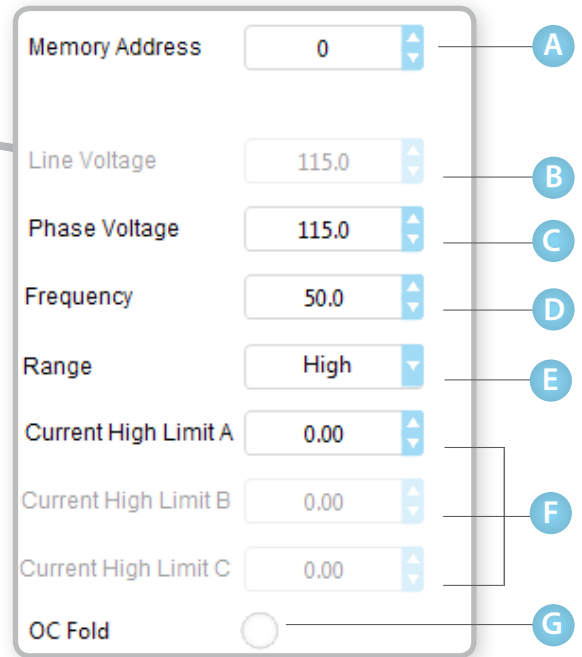 Memory Address 0 A
Line Voltage 115.0 B
Phase Voltage 115.0 C
Frequency 50.0 D
Range High E
Current High Limit A 0.00
Current High Limit B 0.00 F
Current High Limit C 0.00
OC Fold G